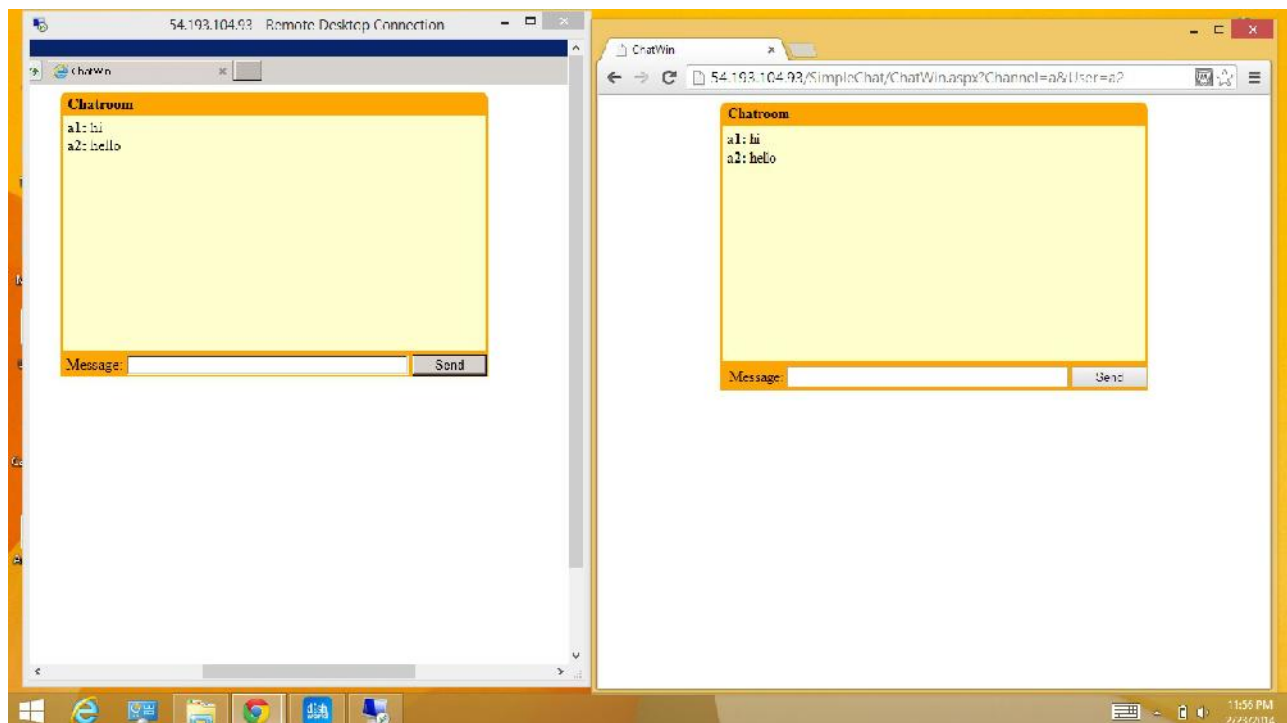 54.193.104.93 - Remote Desktop Connection
ChatWin
Chatroom
a1: hi
a2: hello
Message:
Send
ChatWin
54.193.104.93/SimpleChat/ChatWin.aspx?Channel=a&User=a2
Chatroom
a1: hi
a2: hello
Message:
Send
dish
11:56 PM